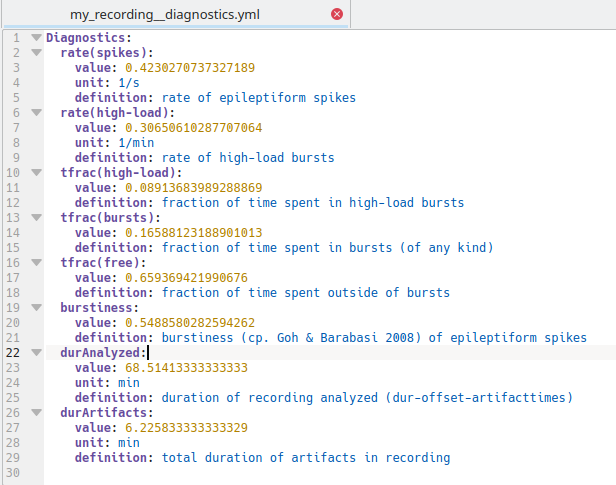 my_recording__diagnostics.yml
1 Diagnostics:
2 rate(spikes):
3 value: 0.4230270737327189
4 unit: 1/s
5 definition: rate of epileptiform spikes
6 rate(high-load):
7 value: 0.30650610287707064
8 unit: 1/min
9 definition: rate of high-load bursts
10 tfrac(high-load):
11 value: 0.08913683989288869
12 definition: fraction of time spent in high-load bursts
13 tfrac(bursts):
14 value: 0.16588123188901013
15 definition: fraction of time spent in bursts (of any kind)
16 tfrac(free):
17 value: 0.659369421990676
18 definition: fraction of time spent outside of bursts
19 burstiness:
20 value: 0.5488580282594262
21 definition: burstiness (cp. Goh & Barabasi 2008) of epileptiform spikes
22 durAnalyzed:
23 value: 68.51413333333333
24 unit: min
25 definition: duration of recording analyzed (dur-offset-artifacttimes)
26 durArtifacts:
27 value: 6.225833333333329
28 unit: min
29 definition: total duration of artifacts in recording
30